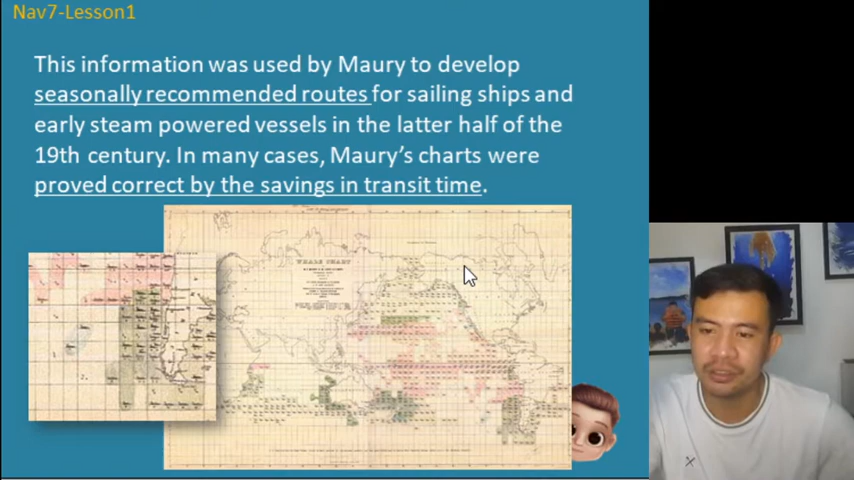 Nav7-Lesson1
This information was used by Maury to develop
seasonally recommended routes for sailing ships and
early steam powered vessels in the latter half of the
19th century. In many cases, Maury's charts were
proved correct by the savings in transit time.
WHALE CHART